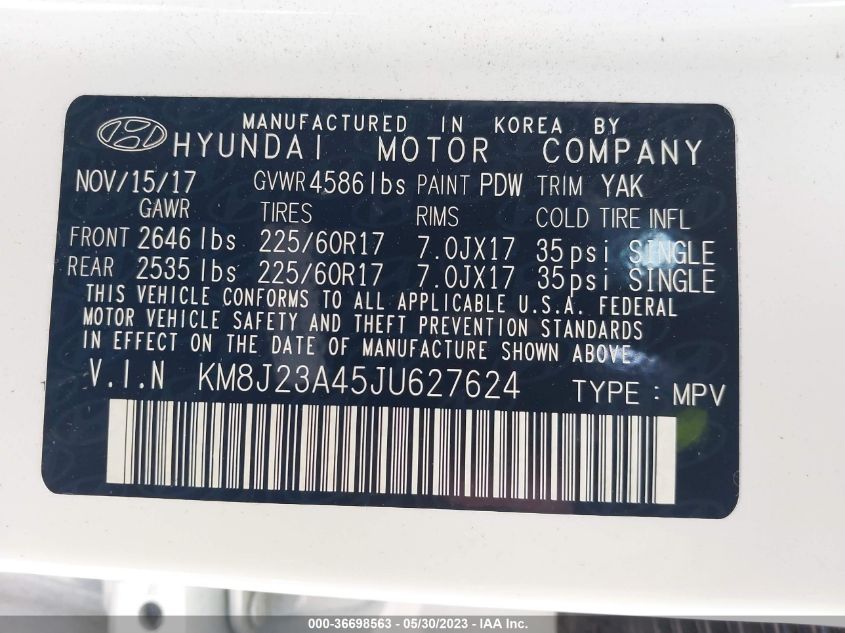 MANUFACTURED IN KOREA BY
HYUNDAI MOTOR COMPANY
NOV/15/17 GVWR 4586 lbs PAINT PDW TRIM YAK
GAWR TIRES RIMS COLD TIRE INFL
FRONT 2646 lbs 225/60R17 7.0JX17 35psi SINGLE
REAR 2535 lbs 225/60R17 7.0JX17 35psi SINGLE
THIS VEHICLE CONFORMS TO ALL APPLICABLE U.S.A. FEDERAL
MOTOR VEHICLE SAFETY AND THEFT PREVENTION STANDARDS
IN EFFECT ON THE DATE OF MANUFACTURE SHOWN ABOVE.
V.I.N KM8J23A45JU627624 TYPE: MPV
000-36698563 - 05/30/2023 - IAA Inc.